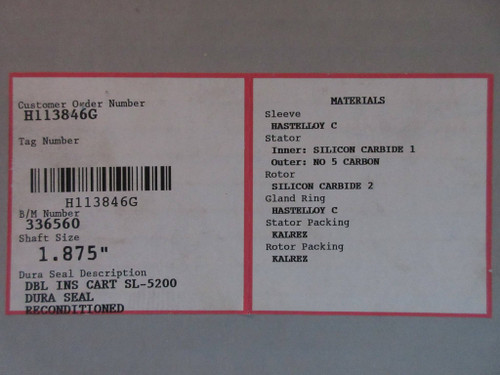 Customer Order Number
H113846G
Tag Number
H113846G
B/M Number
336560
Shaft Size
1.875"
Dura Seal Description
DBL INS CART SL-5200
DURA SEAL
RECONDITIONED
MATERIALS
Sleeve
HASTELLOY C
Stator
Inner: SILICON CARBIDE 1
Outer: NO 5 CARBON
Rotor
SILICON CARBIDE 2
Gland Ring
HASTELLOY C
Stator Packing
KALREZ
Rotor Packing
KALREZ